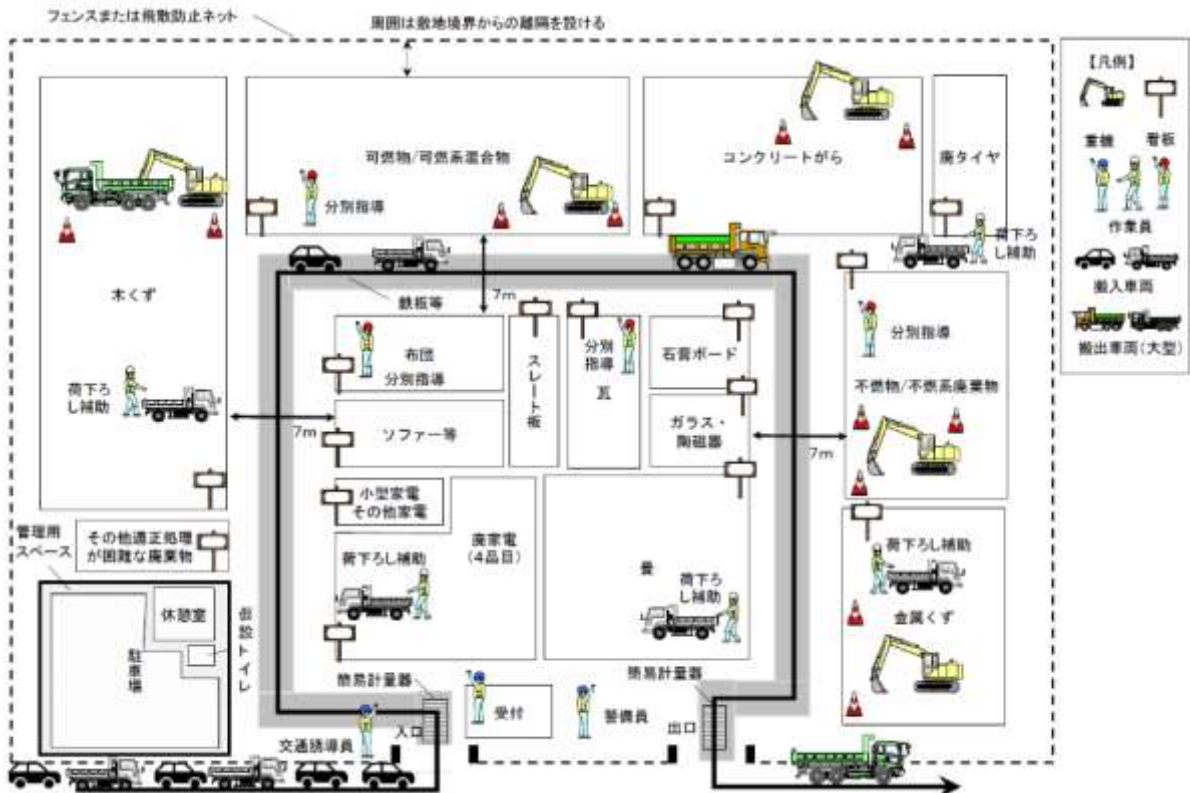 フェンスまたは飛散防止ネット
周囲は敷地境界からの離隔を設ける
【凡例】
重機
看板
作業員
搬入車両
搬出車両(大型)
可燃物/可燃系混合物
分別指導
コンクリートがら
廃タイヤ
荷下ろ
し補助
木くず
鉄板等
7m
布団
分別指導
スレート板
分別
指導
瓦
石膏ボード
分別指導
不燃物/不燃系廃棄物
荷下ろ
し補助
7m
ソファー等
ガラス・
陶磁器
7m
小型家電
その他家電
廃家電
(4品目)
荷下ろし補助
畳
荷下ろ
し補助
荷下ろし補助
金属くず
管理用
スペース
その他適正処理
が困難な廃棄物
休憩室
仮設トイレ
駐車場
簡易計量器
簡易計量器
入口
受付
警備員
出口
交通誘導員